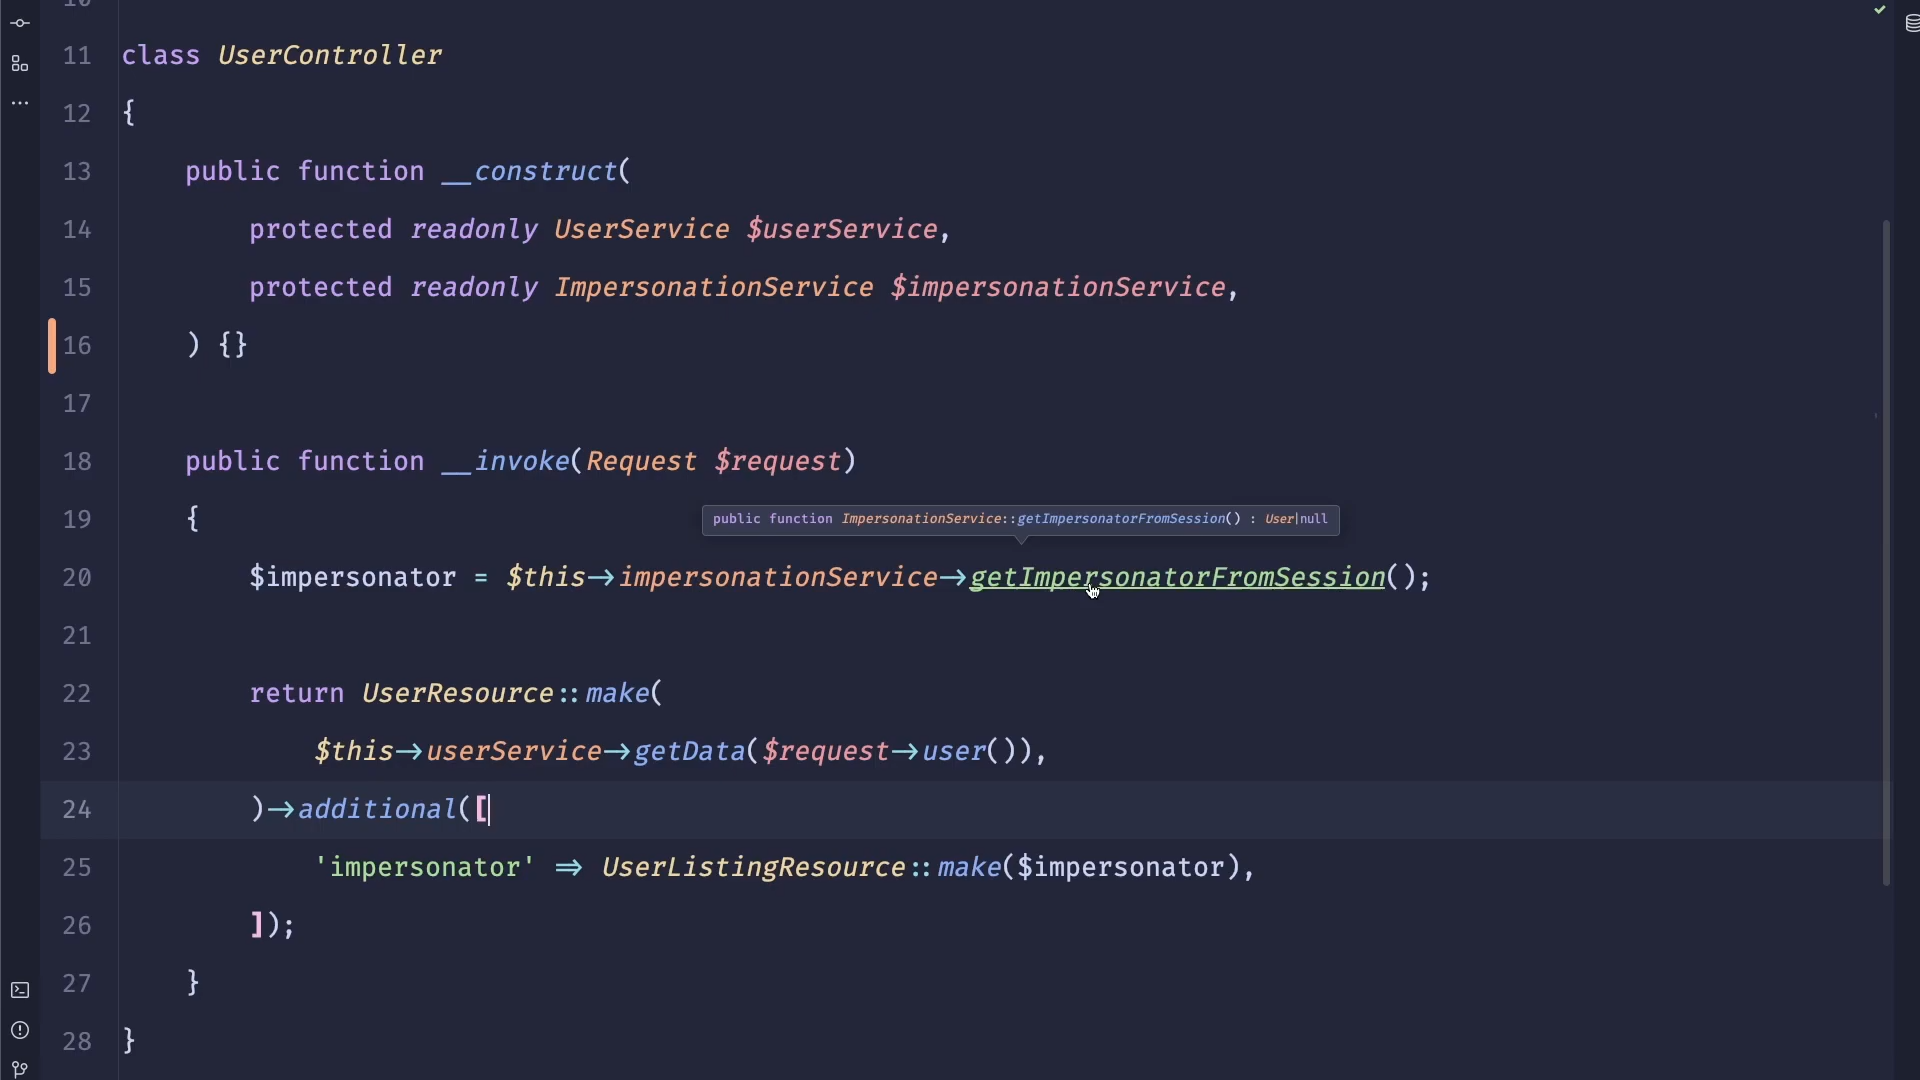 11 class UserController
12 {
13 public function __construct(
14 protected readonly UserService $userService,
15 protected readonly ImpersonationService $impersonationService,
16 ) {}
17
18 public function __invoke(Request $request)
19 {
public function ImpersonationService::getImpersonatorFromSession() : User|null
20 $impersonator = $this->impersonationService->getImpersonatorFromSession();
21
22 return UserResource::make(
23 $this->userService->getData($request->user()),
24 )->additional([
25 'impersonator' => UserListingResource::make($impersonator),
26 ]);
27 }
28 }